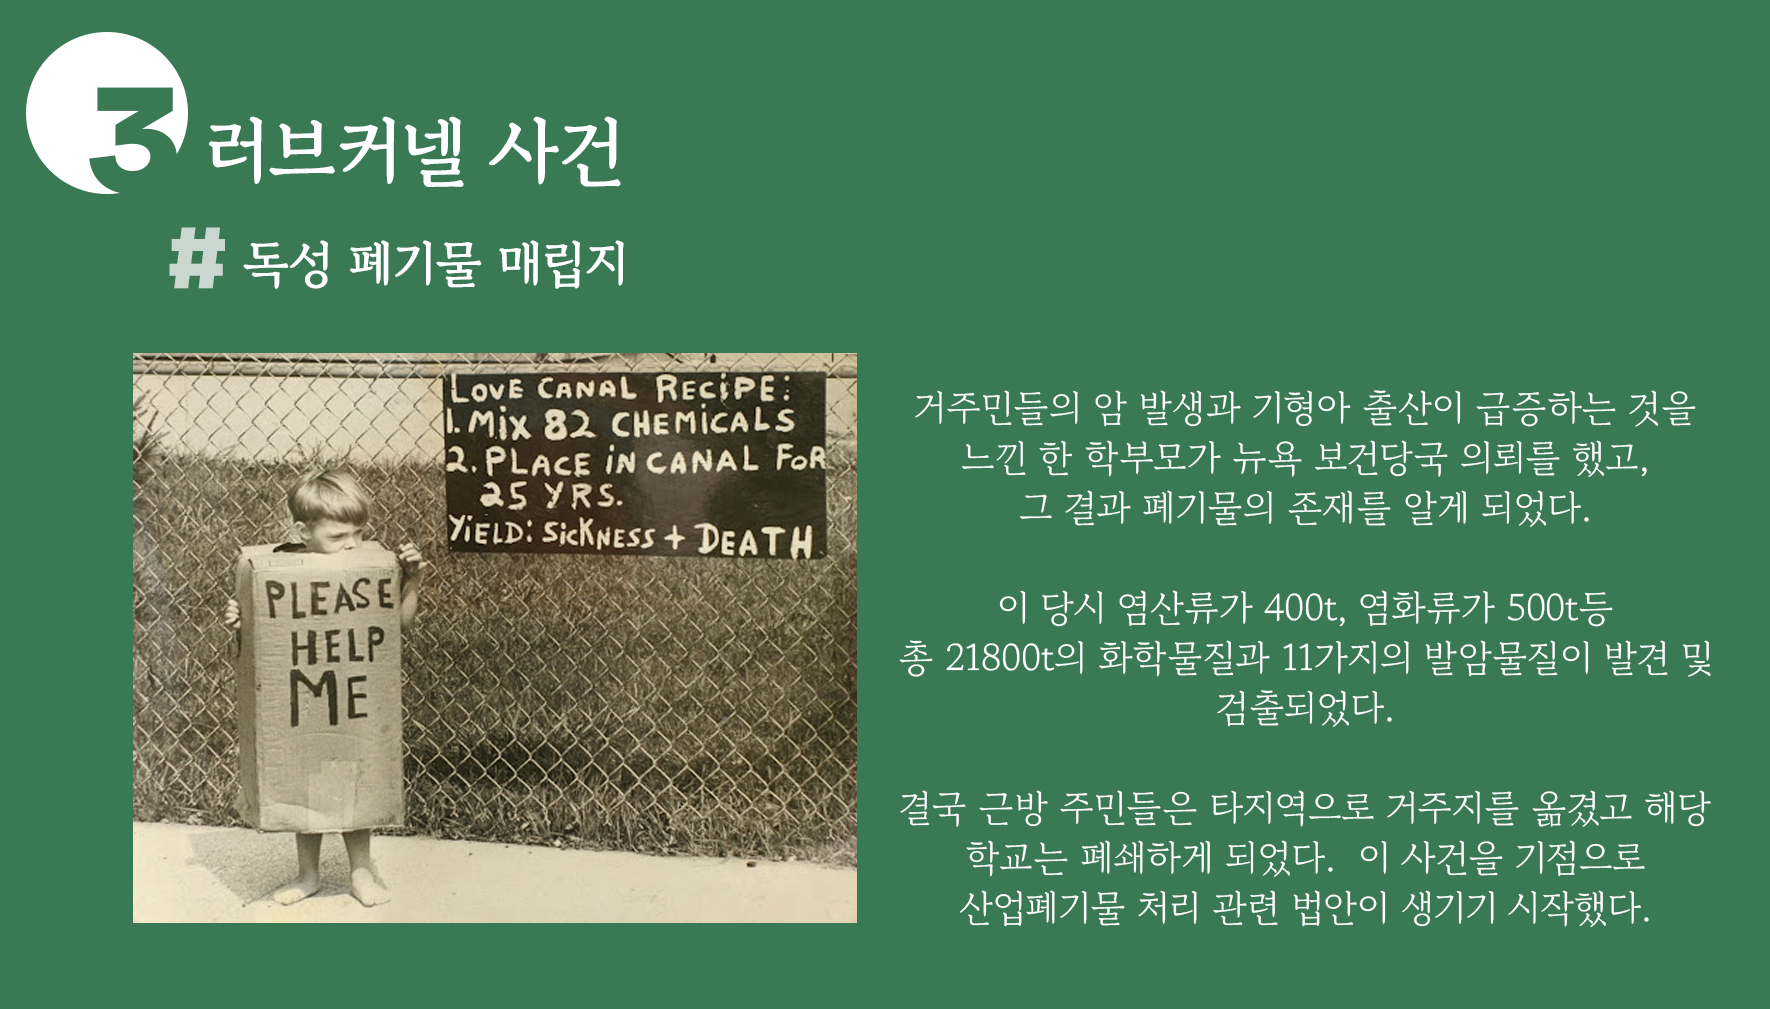 3 러브커넬 사건
# 독성 폐기물 매립지
LOVE CANAL RECIPE:
1. MIX 82 CHEMICALS
2. PLACE IN CANAL FOR
25 YRS.
YIELD: SICKNESS + DEATH
PLEASE
HELP
ME
거주민들의 암 발생과 기형아 출산이 급증하는 것을
느낀 한 학부모가 뉴욕 보건당국 의뢰를 했고,
그 결과 폐기물의 존재를 알게 되었다.
이 당시 염산류가 400t, 염화류가 500t등
총 21800t의 화학물질과 11가지의 발암물질이 발견 및
검출되었다.
결국 근방 주민들은 타지역으로 거주지를 옮겼고 해당
학교는 폐쇄하게 되었다. 이 사건을 기점으로
산업폐기물 처리 관련 법안이 생기기 시작했다.